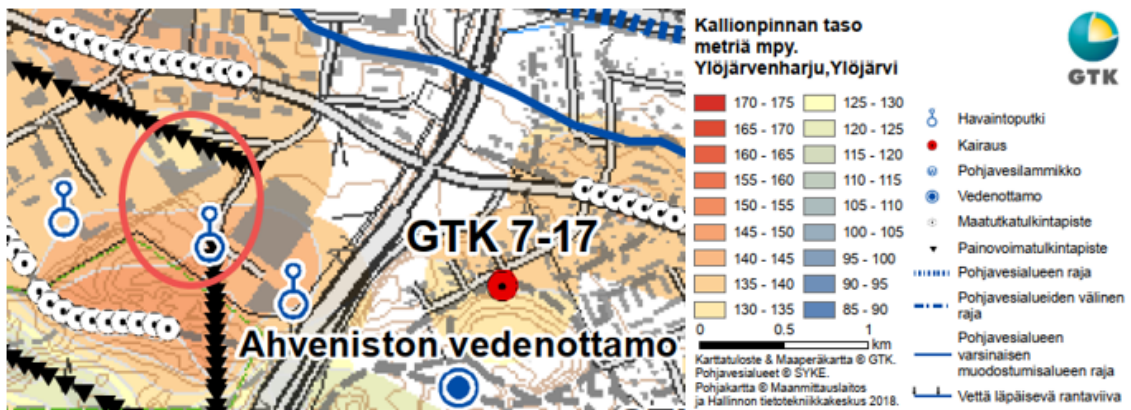 GTK 7-17
Ahveniston vedenottamo
Kallionpinnan taso
metriä mpy.
Ylöjärvenharju,Ylöjärvi
170 - 175
165 - 170
160 - 165
155 - 160
150 - 155
145 - 150
140 - 145
135 - 140
130 - 135
125 - 130
120 - 125
115 - 120
110 - 115
105 - 110
100 - 105
95 - 100
90 - 95
85 - 90
0 0.5 1
km
Karttatuloste & Maaperäkartta © GTK.
Pohjavesialueet © SYKE.
Pohjakartta © Maanmittauslaitos
ja Hallinnon tietotekniikkakeskus 2018.
GTK
Havaintoputki
Kairaus
Pohjavesilammikko
Vedenottamo
Maatutkatulkintapiste
Painovoimatulkintapiste
Pohjavesialueen raja
Pohjavesialueiden välinen
raja
Pohjavesialueen
varsinaisen
muodostumisalueen raja
Vettä läpäisevä rantaviiva